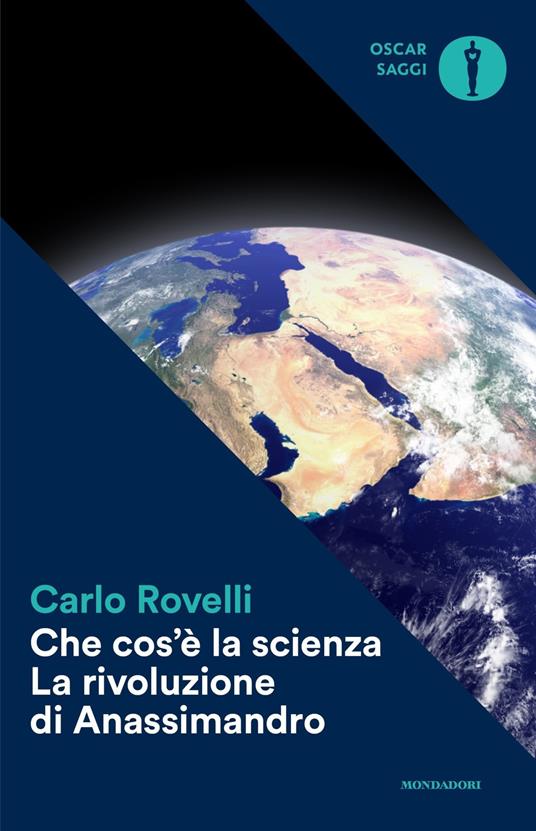 OSCAR
SAGGI
Carlo Rovelli
Che cos'è la scienza
La rivoluzione
di Anassimandro
MONDADORI